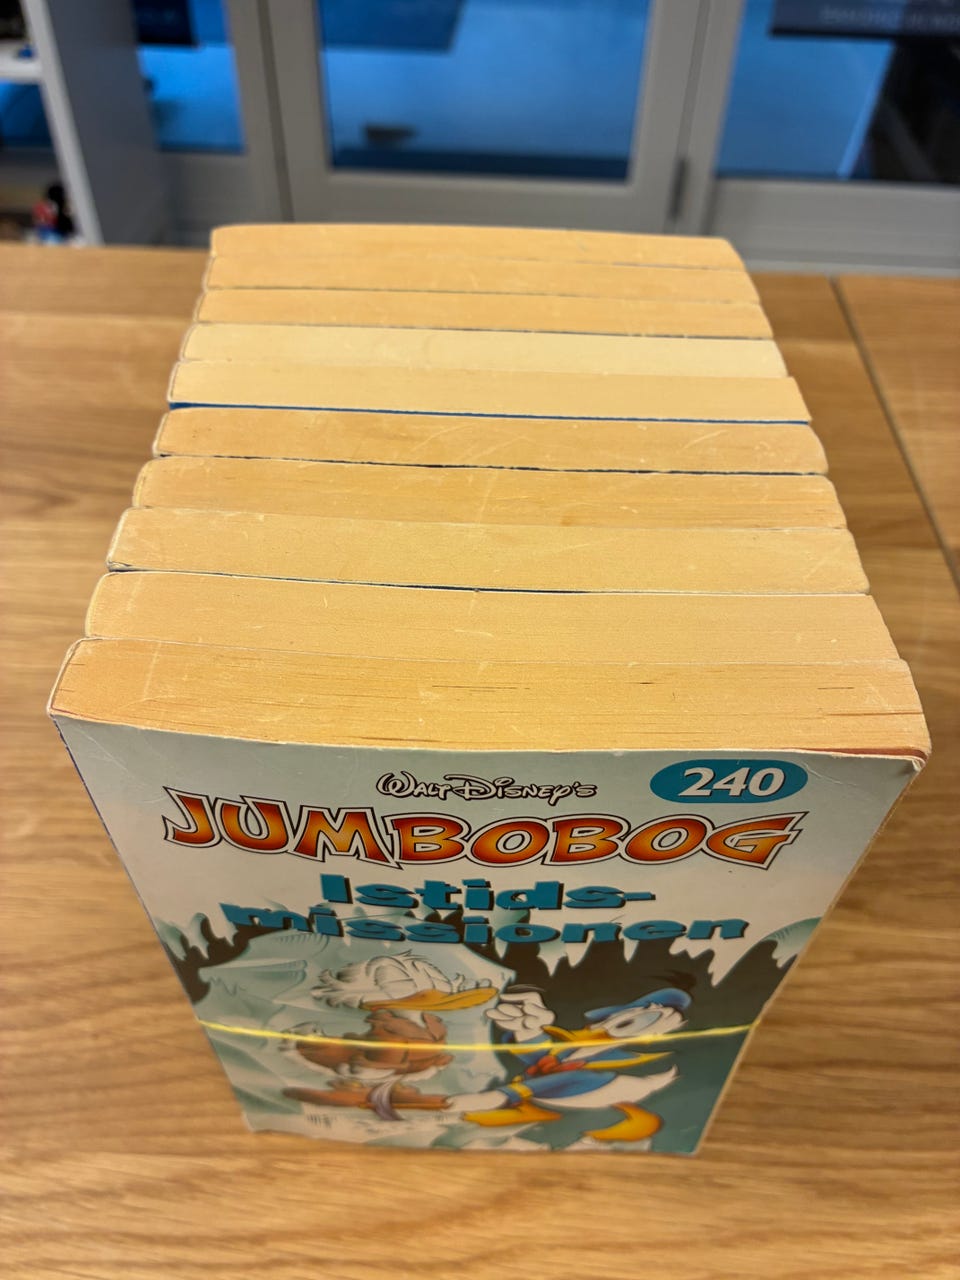 WALT DISNEY'S
240
JUMBOBOG
Istids-
missionen